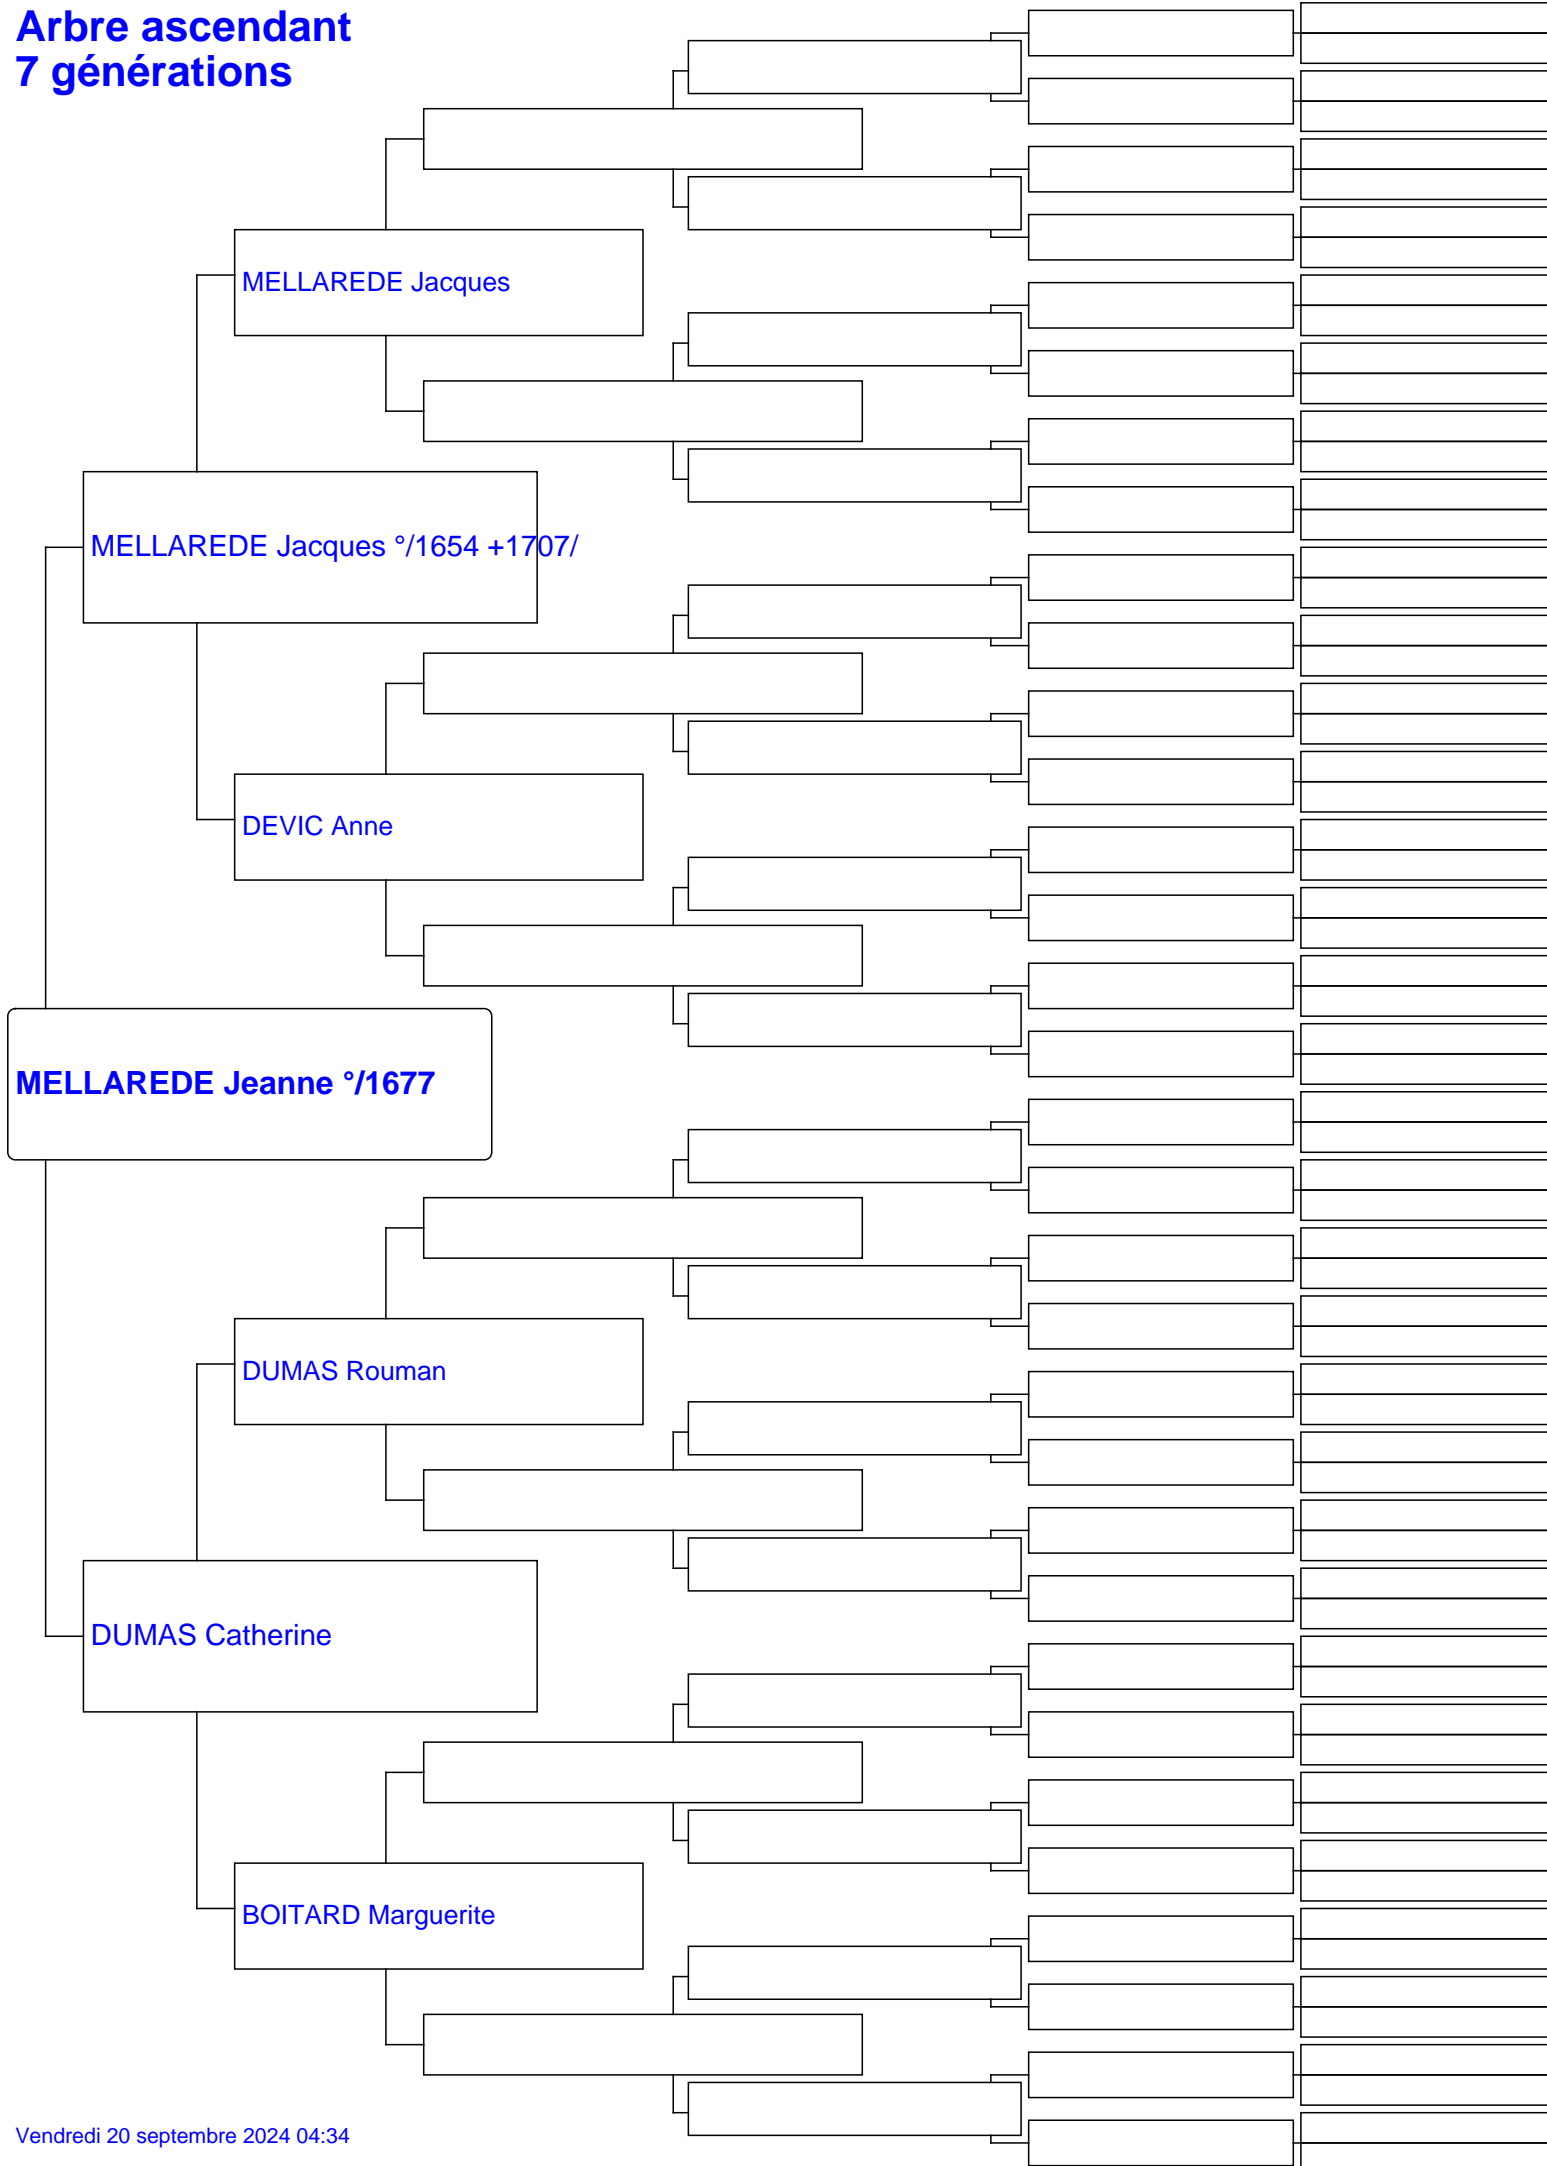 Arbre ascendant
7 générations
MELLAREDE Jacques
MELLAREDE Jacques °/1654 +1707/
DEVIC Anne
MELLAREDE Jeanne °/1677
DUMAS Rouman
DUMAS Catherine
BOITARD Marguerite
Vendredi 20 septembre 2024 04:34